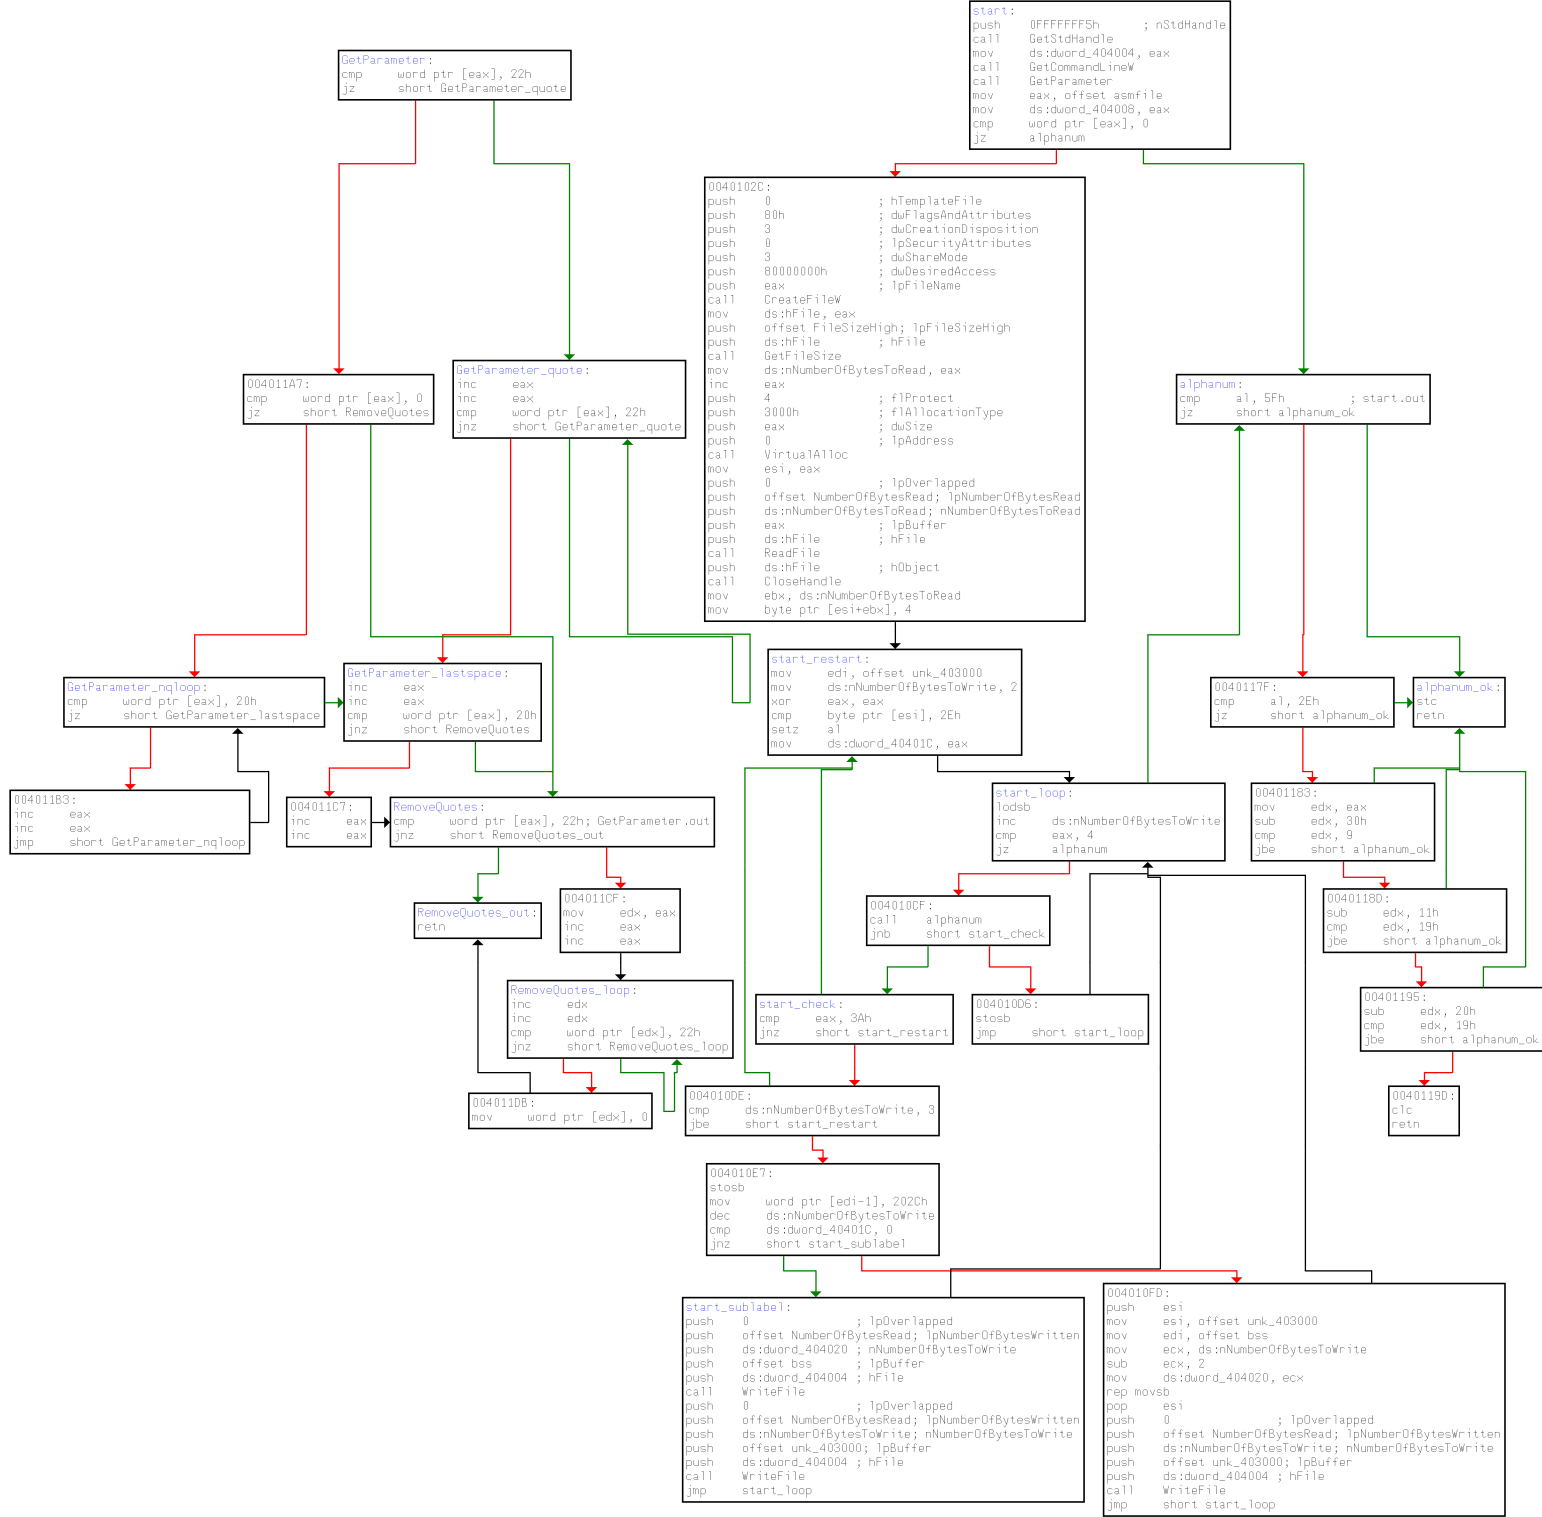 start:
push 0FFFFFFF5h ; nStdHandle
call GetStdHandle
mov ds:dword_404004, eax
call GetCommandLineW
call GetParameter
mov eax, offset asmfile
mov ds:dword_404008, eax
cmp word ptr [eax], 0
jz alphanum
GetParameter:
cmp word ptr [eax], 22h
jz short GetParameter_quote
0040102C:
push 0 ; hTemplateFile
push 80h ; dwFlagsAndAttributes
push 3 ; dwCreationDisposition
push 0 ; lpSecurityAttributes
push 3 ; dwShareMode
push 80000000h ; dwDesiredAccess
push eax ; lpFileName
call CreateFileW
mov ds:hFile, eax
push offset FileSizeHigh; lpFileSizeHigh
push ds:hFile ; hFile
call GetFileSize
mov ds:nNumberOfBytesToRead, eax
inc eax
push 4 ; flProtect
push 3000h ; flAllocationType
push eax ; dwSize
push 0 ; lpAddress
call VirtualAlloc
mov esi, eax
push 0 ; lpOverlapped
push offset NumberOfBytesRead; lpNumberOfBytesRead
push ds:nNumberOfBytesToRead; nNumberOfBytesToRead
push eax ; lpBuffer
push ds:hFile ; hFile
call ReadFile
push ds:hFile ; hObject
call CloseHandle
mov ebx, ds:nNumberOfBytesToRead
mov byte ptr [esi+ebx], 4
004011A7:
cmp word ptr [eax], 0
jz short RemoveQuotes
GetParameter_quote:
inc eax
inc eax
cmp word ptr [eax], 22h
jnz short GetParameter_quote
alphanum:
cmp al, 5Fh ; start.out
jz short alphanum_ok
GetParameter_nqloop:
cmp word ptr [eax], 20h
jz short GetParameter_lastspace
GetParameter_lastspace:
inc eax
inc eax
cmp word ptr [eax], 20h
jnz short RemoveQuotes
start_restart:
mov edi, offset unk_403000
mov ds:nNumberOfBytesToWrite, 2
xor eax, eax
cmp byte ptr [esi], 2Eh
setz al
mov ds:dword_40401C, eax
0040117F:
cmp al, 2Eh
jz short alphanum_ok
alphanum_ok:
stc
retn
004011B3:
inc eax
inc eax
jmp short GetParameter_nqloop
004011C7:
inc eax
inc eax
RemoveQuotes:
cmp word ptr [eax], 22h; GetParameter.out
jnz short RemoveQuotes_out
start_loop:
lodsb
inc ds:nNumberOfBytesToWrite
cmp eax, 4
jz alphanum
00401183:
mov edx, eax
sub edx, 30h
cmp edx, 9
jbe short alphanum_ok
RemoveQuotes_out:
retn
004011CF:
mov edx, eax
inc eax
inc eax
004010CF:
call alphanum
jnb short start_check
0040118D:
sub edx, 11h
cmp edx, 19h
jbe short alphanum_ok
RemoveQuotes_loop:
inc edx
inc edx
cmp word ptr [edx], 22h
jnz short RemoveQuotes_loop
start_check:
cmp eax, 3Ah
jnz short start_restart
004010D6:
stosb
jmp short start_loop
00401195:
sub edx, 20h
cmp edx, 19h
jbe short alphanum_ok
004011DB:
mov word ptr [edx], 0
004010DE:
cmp ds:nNumberOfBytesToWrite, 3
jbe short start_restart
0040119D:
clc
retn
004010E7:
stosb
mov word ptr [edi-1], 202Ch
dec ds:nNumberOfBytesToWrite
cmp ds:dword_40401C, 0
jnz short start_sublabel
start_sublabel:
push 0 ; lpOverlapped
push offset NumberOfBytesRead; lpNumberOfBytesWritten
push ds:dword_404020 ; nNumberOfBytesToWrite
push offset bss ; lpBuffer
push ds:dword_404004 ; hFile
call WriteFile
push 0 ; lpOverlapped
push offset NumberOfBytesRead; lpNumberOfBytesWritten
push ds:nNumberOfBytesToWrite; nNumberOfBytesToWrite
push offset unk_403000; lpBuffer
push ds:dword_404004 ; hFile
call WriteFile
jmp start_loop
004010FD:
push esi
mov esi, offset unk_403000
mov edi, offset bss
mov ecx, ds:nNumberOfBytesToWrite
sub ecx, 2
mov ds:dword_404020, ecx
rep movsb
pop esi
push 0 ; lpOverlapped
push offset NumberOfBytesRead; lpNumberOfBytesWritten
push ds:nNumberOfBytesToWrite; nNumberOfBytesToWrite
push offset unk_403000; lpBuffer
push ds:dword_404004 ; hFile
call WriteFile
jmp short start_loop